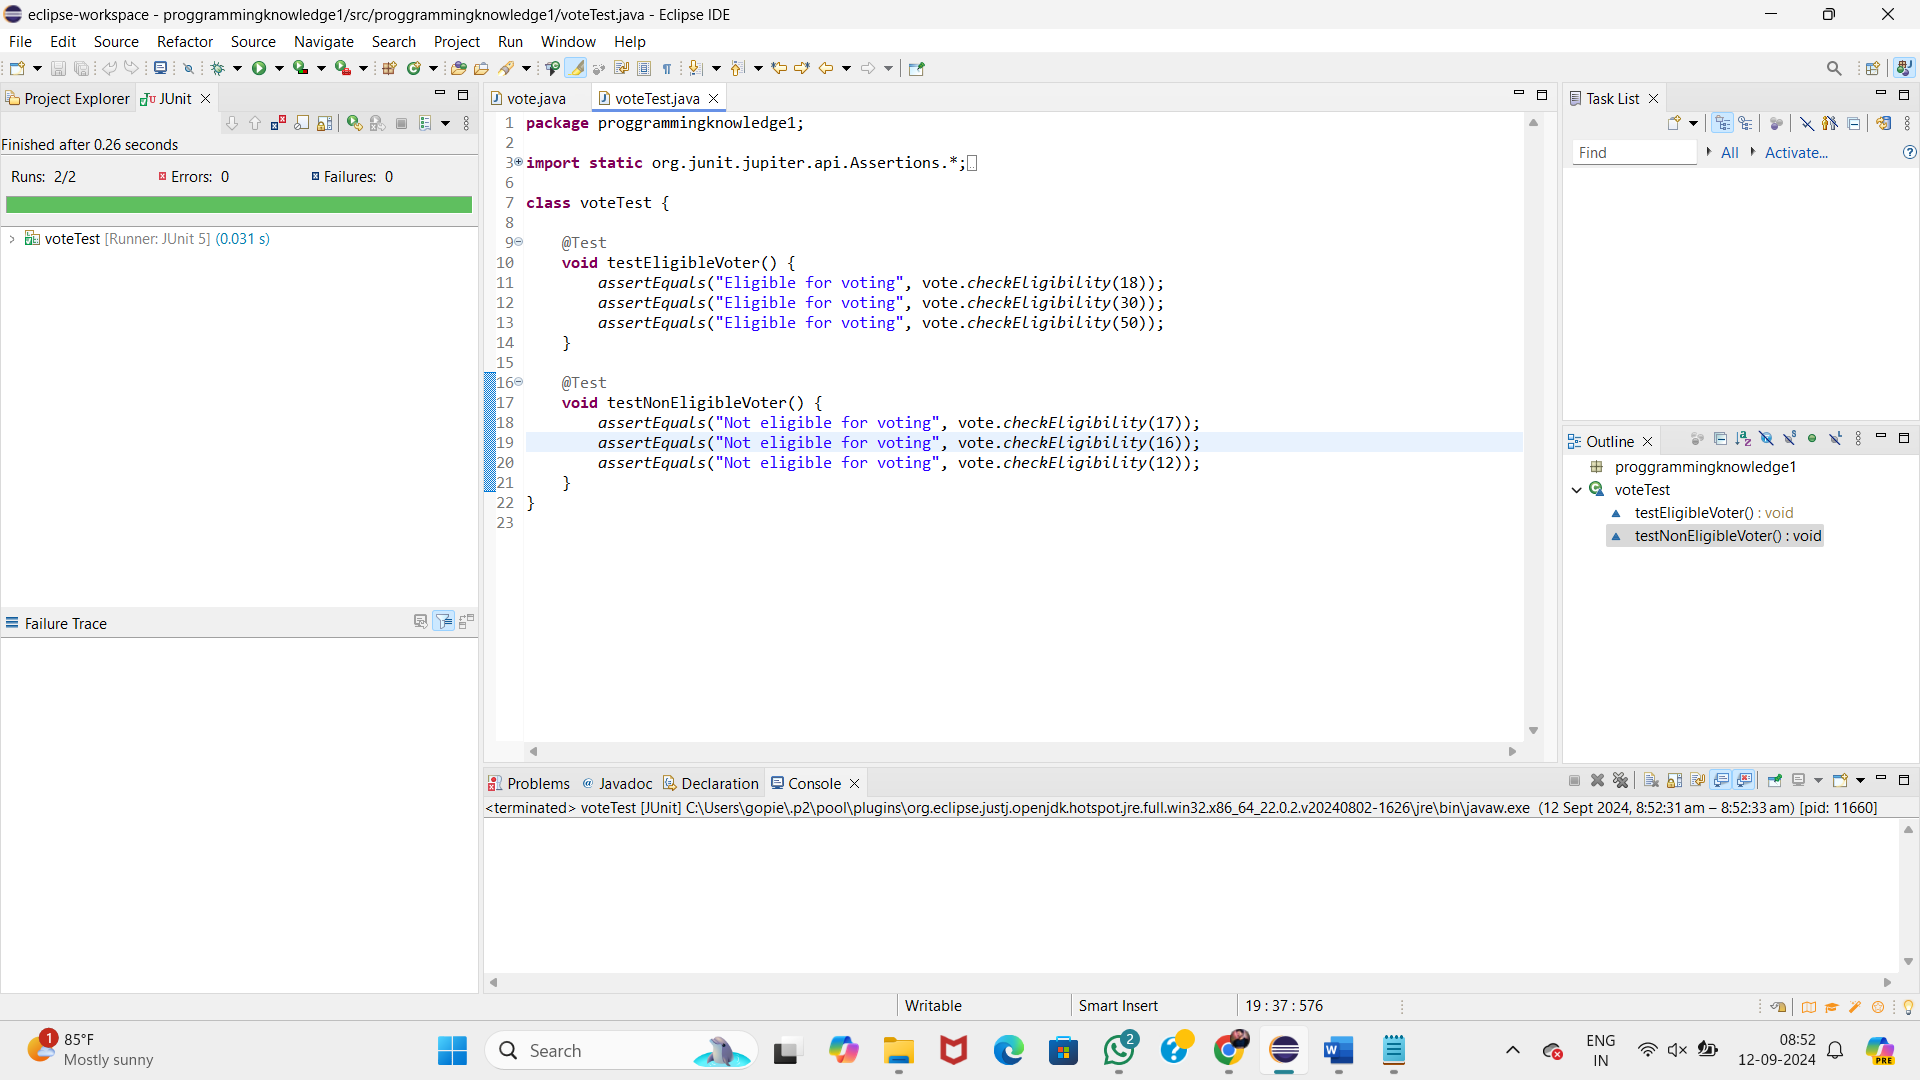 eclipse-workspace - proggrammingknowledge1/src/proggrammingknowledge1/voteTest.java - Eclipse IDE
File Edit Source Refactor Source Navigate Search Project Run Window Help
Project Explorer JUnit
Finished after 0.26 seconds
Runs: 2/2 Errors: 0 Failures: 0
voteTest [Runner: JUnit 5] (0.031 s)
Failure Trace
vote.java voteTest.java
1 package proggrammingknowledge1;
2
3 import static org.junit.jupiter.api.Assertions.*;
6
7 class voteTest {
8
9 @Test
10 void testEligibleVoter() {
11 assertEquals("Eligible for voting", vote.checkEligibility(18));
12 assertEquals("Eligible for voting", vote.checkEligibility(30));
13 assertEquals("Eligible for voting", vote.checkEligibility(50));
14 }
15
16 @Test
17 void testNonEligibleVoter() {
18 assertEquals("Not eligible for voting", vote.checkEligibility(17));
19 assertEquals("Not eligible for voting", vote.checkEligibility(16));
20 assertEquals("Not eligible for voting", vote.checkEligibility(12));
21 }
22 }
23
Task List
Find All Activate...
Outline
proggrammingknowledge1
voteTest
testEligibleVoter() : void
testNonEligibleVoter() : void
Problems @ Javadoc Declaration Console
<terminated> voteTest [JUnit] C:\Users\gopie\.p2\pool\plugins\org.eclipse.justj.openjdk.hotspot.jre.full.win32.x86_64_22.0.2.v20240802-1626\jre\bin\javaw.exe (12 Sept 2024, 8:52:31 am – 8:52:33 am) [pid: 11660]
Writable Smart Insert 19 : 37 : 576
1
85°F
Mostly sunny
Search
2
ENG
IN
08:52
12-09-2024
PRE